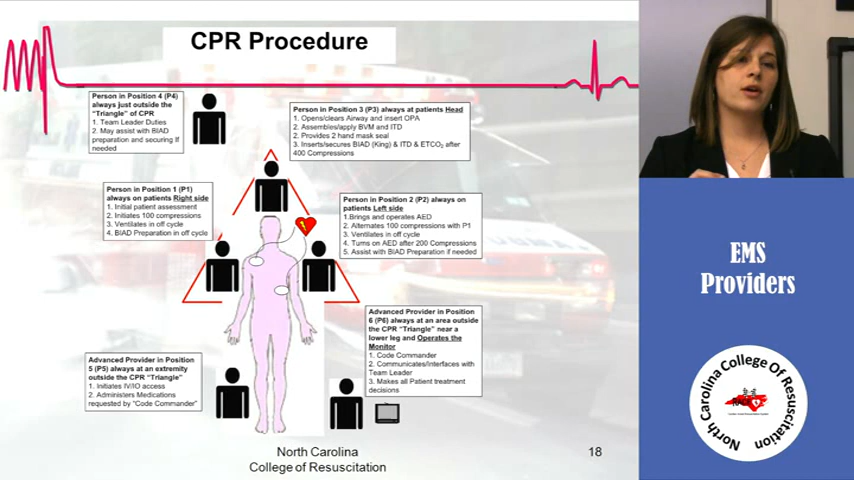 CPR Procedure
Person in Position 4 (P4)
always just outside the
"Triangle" of CPR
1. Team Leader Duties
2. May assist with BIAD
preparation and securing If
needed
Person in Position 3 (P3) always at patients Head
1. Opens/clears Airway and insert OPA
2. Assembles/apply BVM and ITD
2. Provides 2 hand mask seal
3. Inserts/secures BIAD (King) & ITD & ETCO2 after
400 Compressions
Person in Position 1 (P1)
always on patients Right side
1. Initial patient assessment
2. Initiates 100 compressions
3. Ventilates in off cycle
4. BIAD Preparation in off cycle
Person in Position 2 (P2) always on
patients Left side
1.Brings and operates AED
2. Alternates 100 compressions with P1
3. Ventilates in off cycle
4. Turns on AED after 200 Compressions
5. Assist with BIAD Preparation if needed
Advanced Provider in Position
6 (P6) always at an area outside
the CPR "Triangle" near a
lower leg and Operates the
Monitor
1. Code Commander
2. Communicates/Interfaces with
Team Leader
3. Makes all Patient treatment
decisions
Advanced Provider in Position
5 (P5) always at an extremity
outside the CPR "Triangle"
1. Initiates IV/IO access
2. Administers Medications
requested by "Code Commander"
North Carolina
College of Resuscitation
18
EMS
Providers
North Carolina College Of Resuscitation